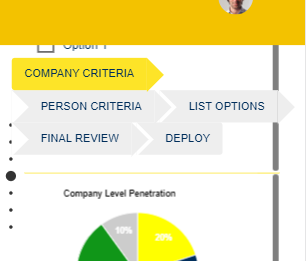 Option 1
COMPANY CRITERIA
PERSON CRITERIA LIST OPTIONS
FINAL REVIEW DEPLOY
Company Level Penetration
10%
20%